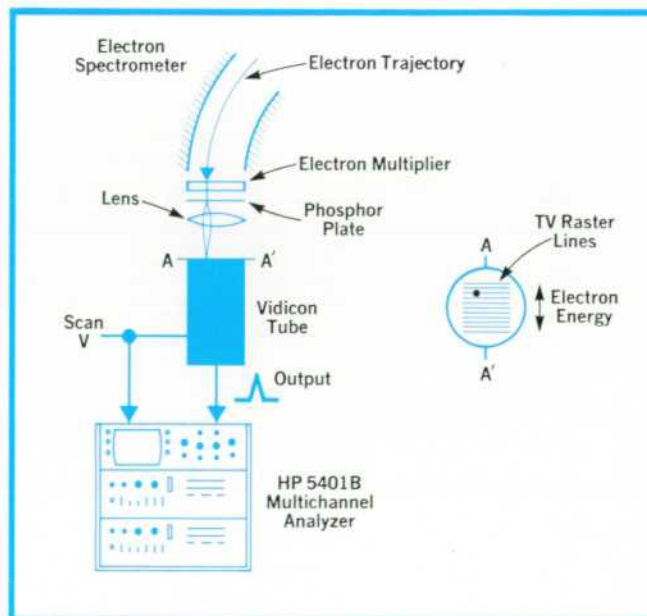 Electron
Spectrometer
Electron Trajectory
Electron Multiplier
Lens
Phosphor
Plate
A
A′
Scan
V
Vidicon
Tube
Output
HP 5401B
Multichannel
Analyzer
TV Raster
Lines
A
Electron
Energy
A′